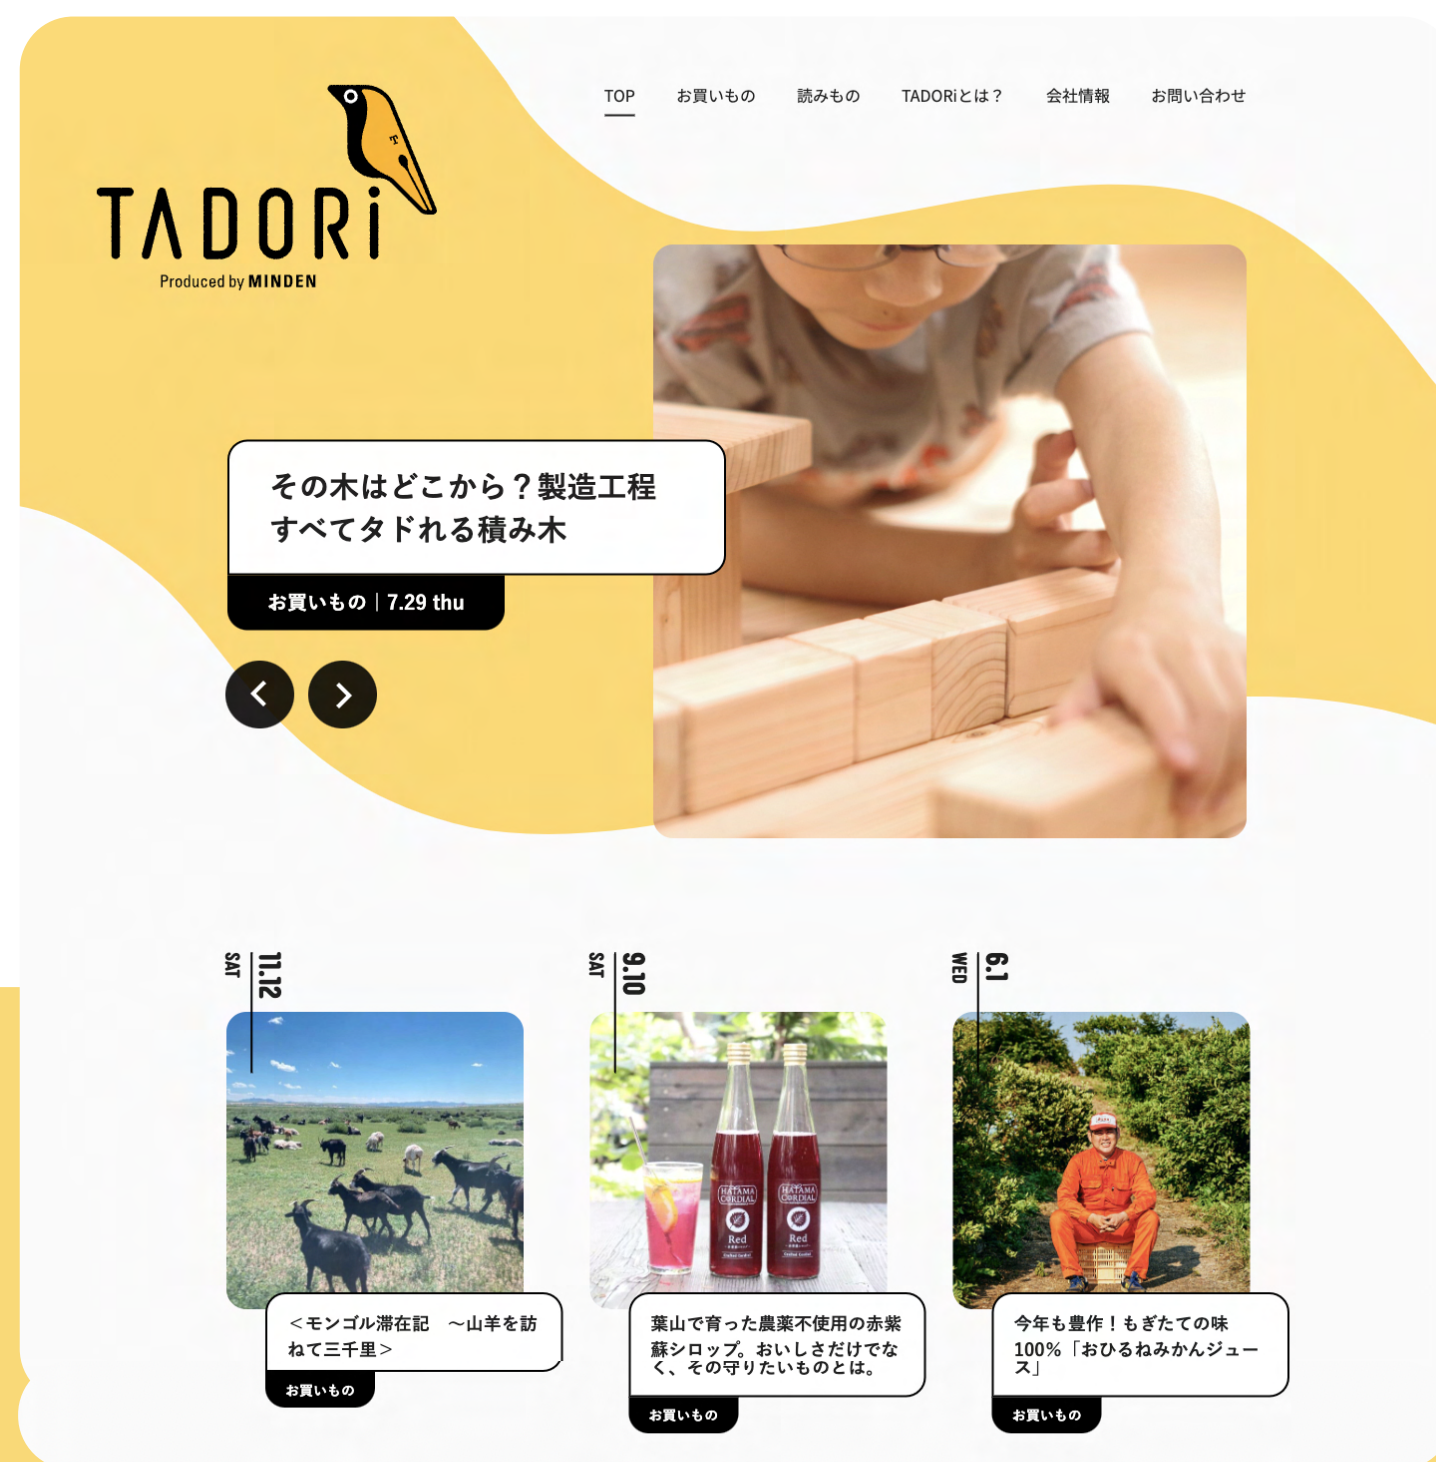 TOP
お買いもの
読みもの
TADORiとは？
会社情報
お問い合わせ
T
TADORi
Produced by MINDEN
その木はどこから？製造工程
すべてタドれる積み木
お買いもの｜7.29 thu
11.12
SAT
9.10
SAT
6.1
WED
HATAMA
CORDIAL
Red
HATAMA
CORDIAL
Red
＜モンゴル滞在記　～山羊を訪
ねて三千里＞
お買いもの
葉山で育った農薬不使用の赤紫
蘇シロップ。おいしさだけでな
く、その守りたいものとは。
お買いもの
今年も豊作！もぎたての味
100%「おひるねみかんジュー
ス」
お買いもの